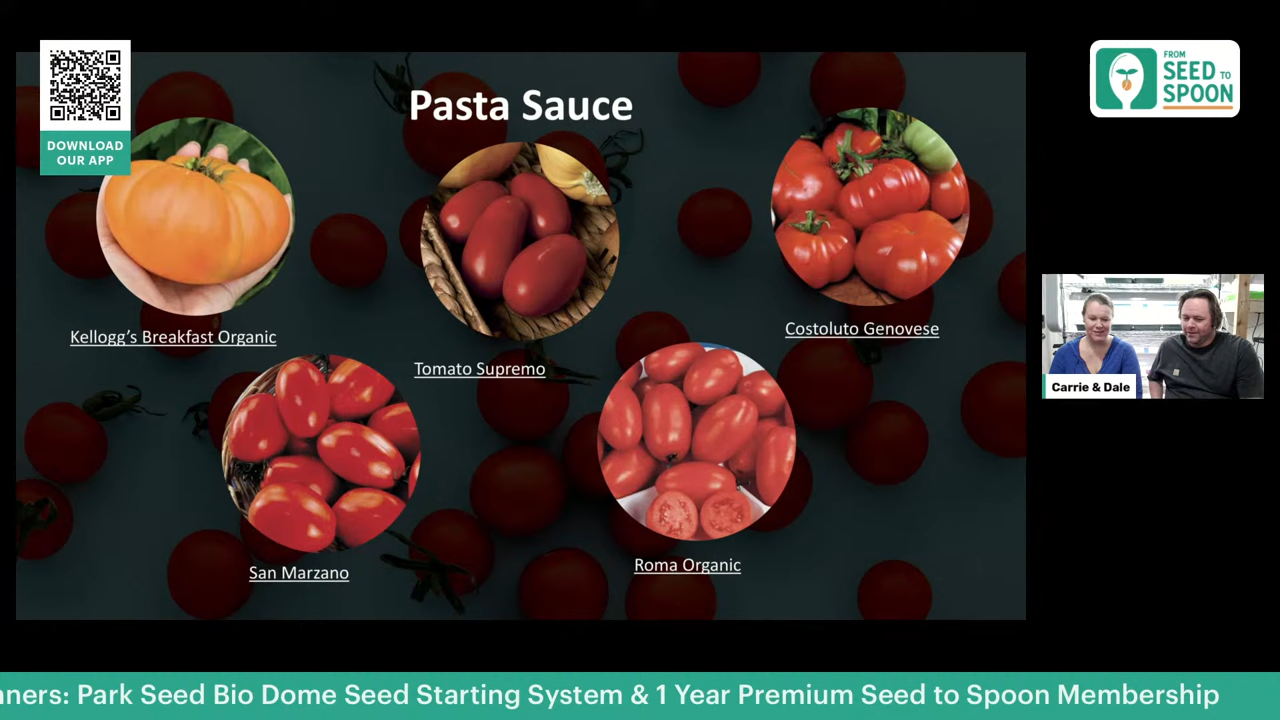 DOWNLOAD
OUR APP
Pasta Sauce
FROM
SEED TO
SPOON
Kellogg's Breakfast Organic
Tomato Supremo
Costoluto Genovese
San Marzano
Roma Organic
Carrie & Dale
Park Seed Bio Dome Seed Starting System & 1 Year Premium Seed to Spoon Membership